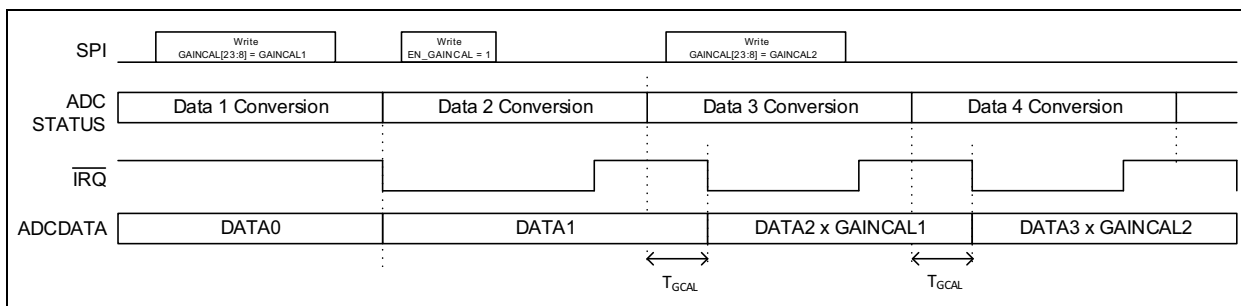 SPI
Write
GAINCAL[23:8] = GAINCAL1
Write
EN_GAINCAL = 1
Write
GAINCAL[23:8] = GAINCAL2
ADC
STATUS
Data 1 Conversion
Data 2 Conversion
Data 3 Conversion
Data 4 Conversion
IRQ
ADCDATA
DATA0
DATA1
DATA2 x GAINCAL1
DATA3 x GAINCAL2
TGCAL
TGCAL